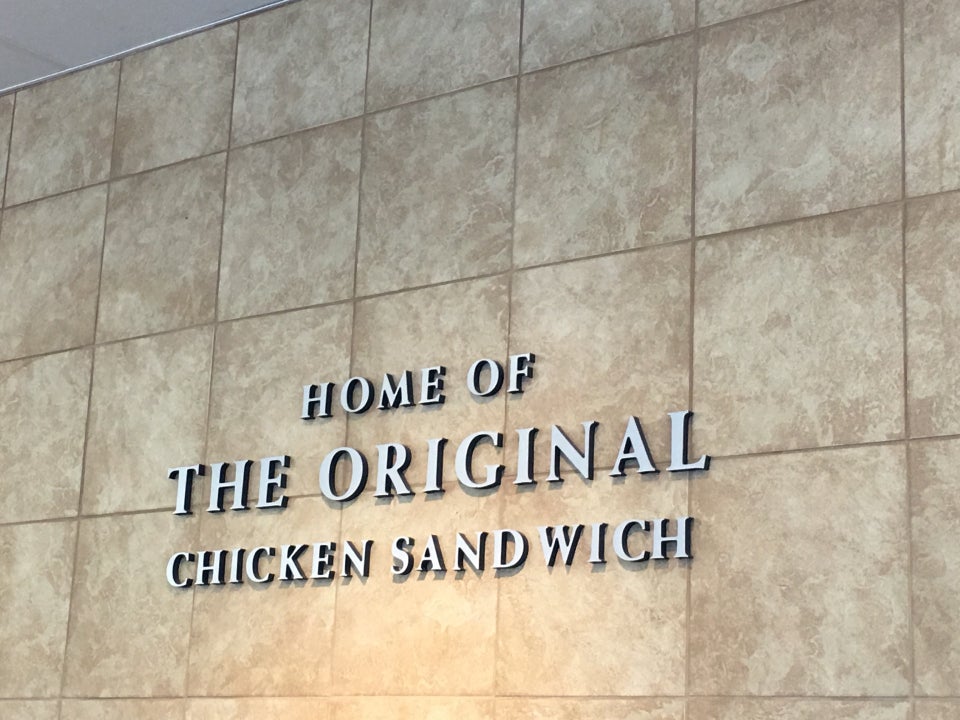 HOME OF
THE ORIGINAL
CHICKEN SANDWICH